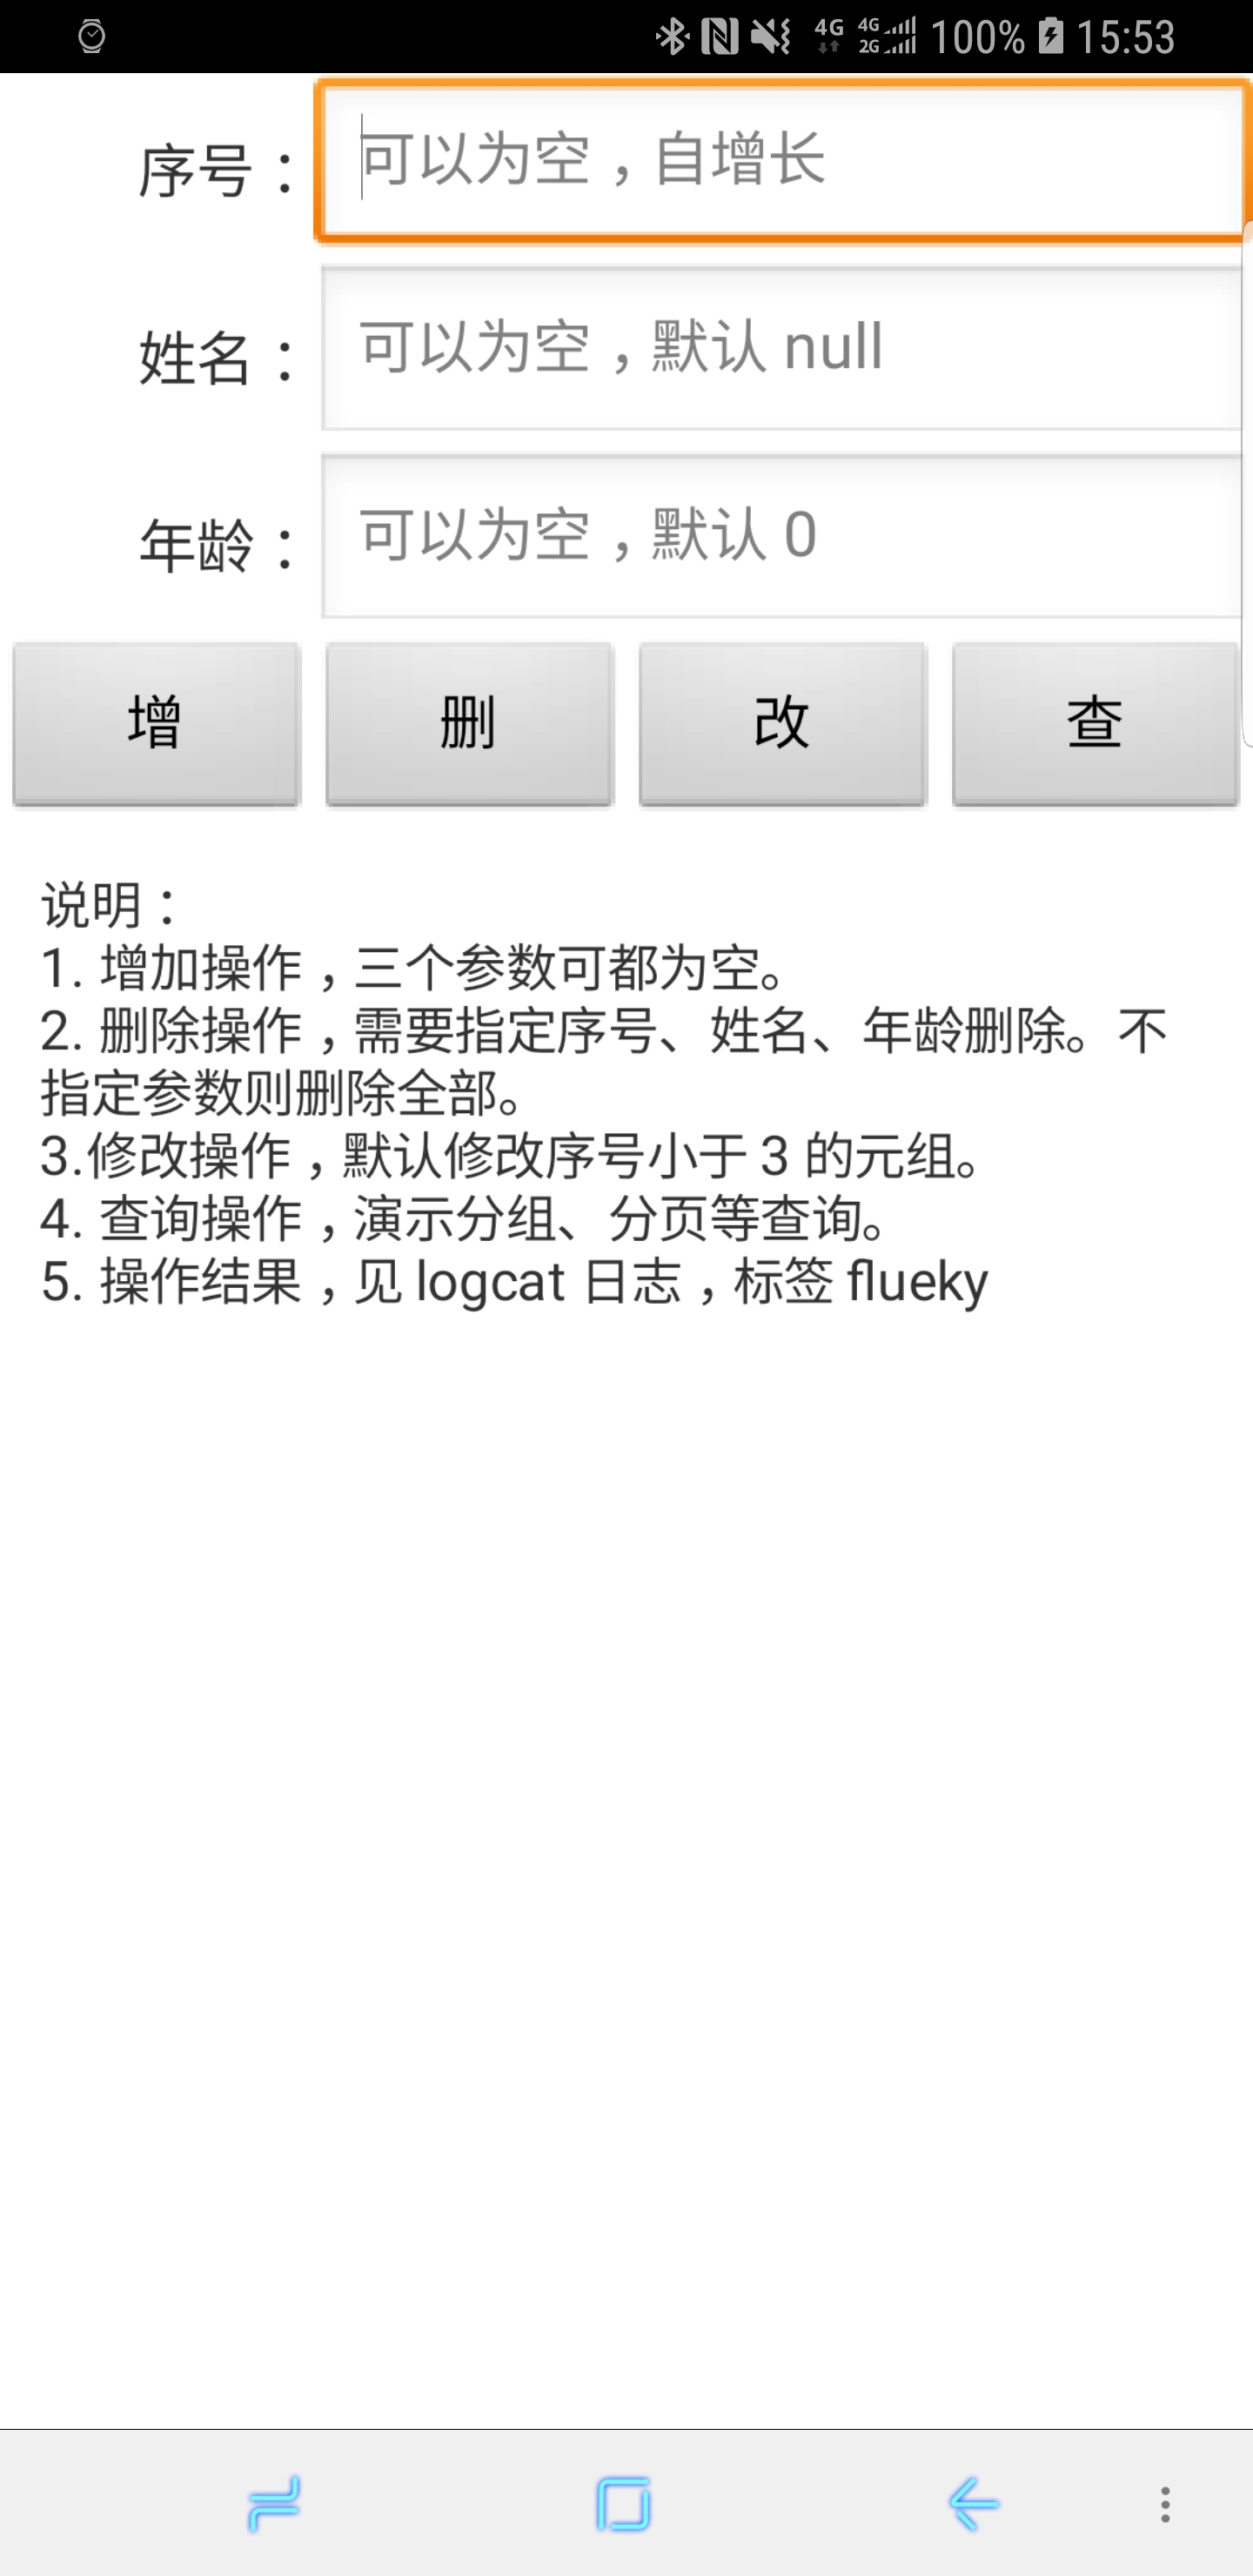 4G 4G 2G 100% 15:53
序号： 可以为空，自增长
姓名： 可以为空，默认 null
年龄： 可以为空，默认 0
增 删 改 查
说明：
1. 增加操作，三个参数可都为空。
2. 删除操作，需要指定序号、姓名、年龄删除。不
指定参数则删除全部。
3.修改操作，默认修改序号小于 3 的元组。
4. 查询操作，演示分组、分页等查询。
5. 操作结果，见 logcat 日志，标签 flueky